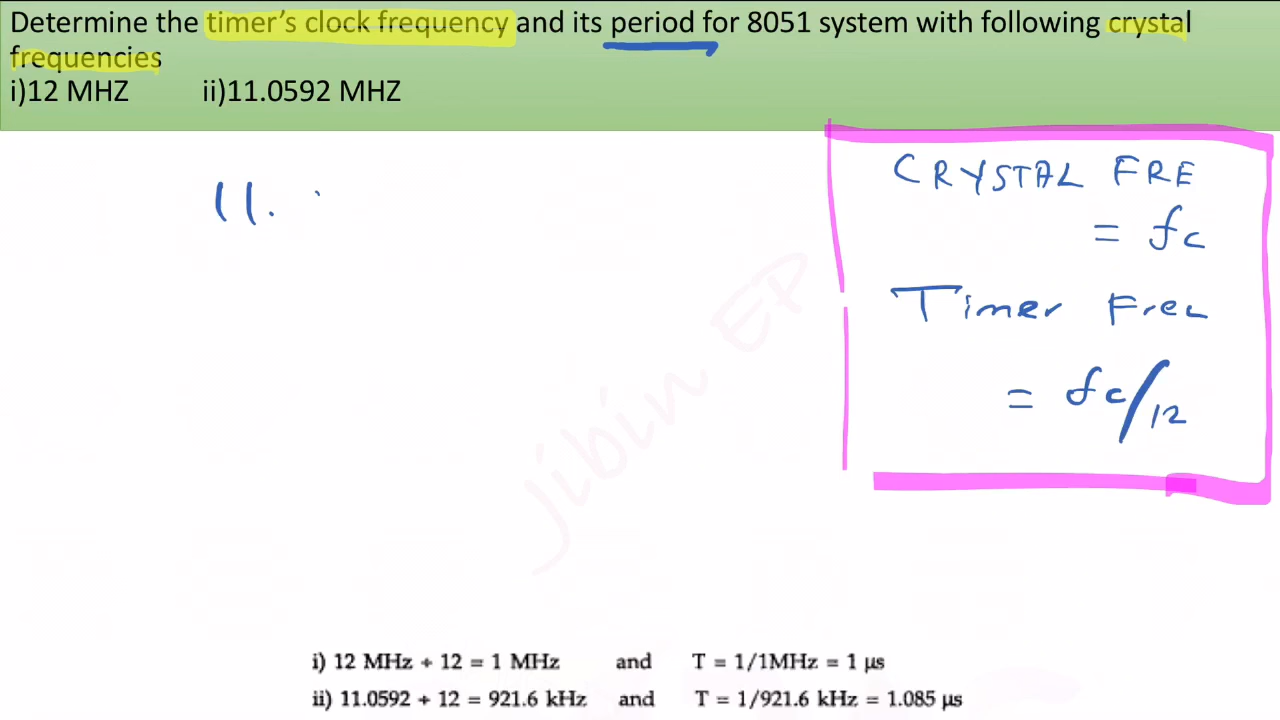 Determine the timer's clock frequency and its period for 8051 system with following crystal
frequencies
i)12 MHZ ii)11.0592 MHZ
11.
CRYSTAL FRE
= fc
Timer Frec
= fc/12
jibin EP
i) 12 MHz ÷ 12 = 1 MHz and T = 1/1MHz = 1 µs
ii) 11.0592 ÷ 12 = 921.6 kHz and T = 1/921.6 kHz = 1.085 µs